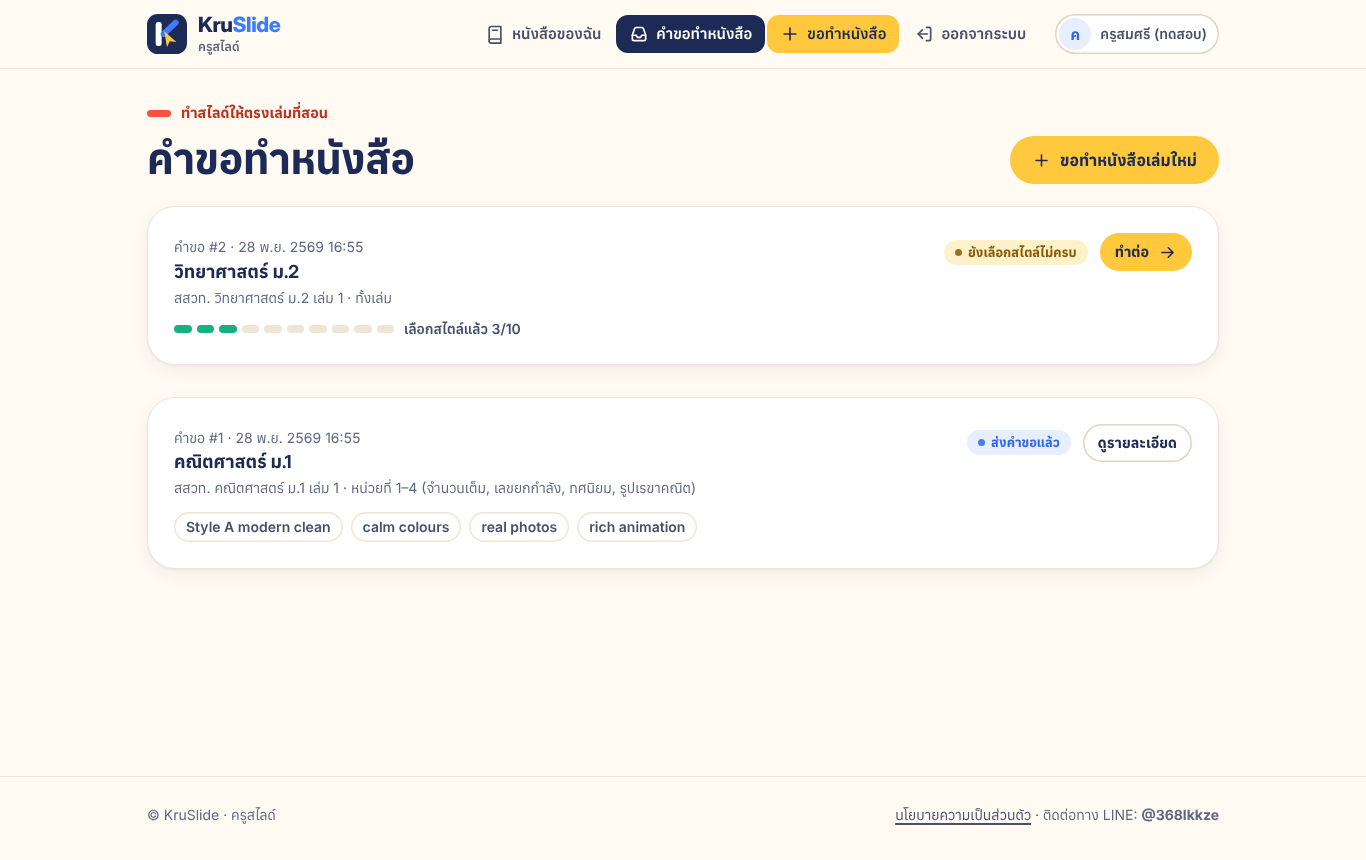 KruSlide
ครูสไลด์
หนังสือของฉัน
คำขอทำหนังสือ
ขอทำหนังสือ
ออกจากระบบ
ค
ครูสมศรี (ทดสอบ)
ทำสไลด์ให้ตรงเล่มที่สอน
คำขอทำหนังสือ
ขอทำหนังสือเล่มใหม่
คำขอ #2 · 28 พ.ย. 2569 16:55
วิทยาศาสตร์ ม.2
สสวท. วิทยาศาสตร์ ม.2 เล่ม 1 · ทั้งเล่ม
เลือกสไตล์แล้ว 3/10
ยังเลือกสไตล์ไม่ครบ
ทำต่อ
คำขอ #1 · 28 พ.ย. 2569 16:55
คณิตศาสตร์ ม.1
สสวท. คณิตศาสตร์ ม.1 เล่ม 1 · หน่วยที่ 1–4 (จำนวนเต็ม, เลขยกกำลัง, ทศนิยม, รูปเรขาคณิต)
Style A modern clean
calm colours
real photos
rich animation
ส่งคำขอแล้ว
ดูรายละเอียด
© KruSlide · ครูสไลด์
นโยบายความเป็นส่วนตัว · ติดต่อทาง LINE: @368lkkze